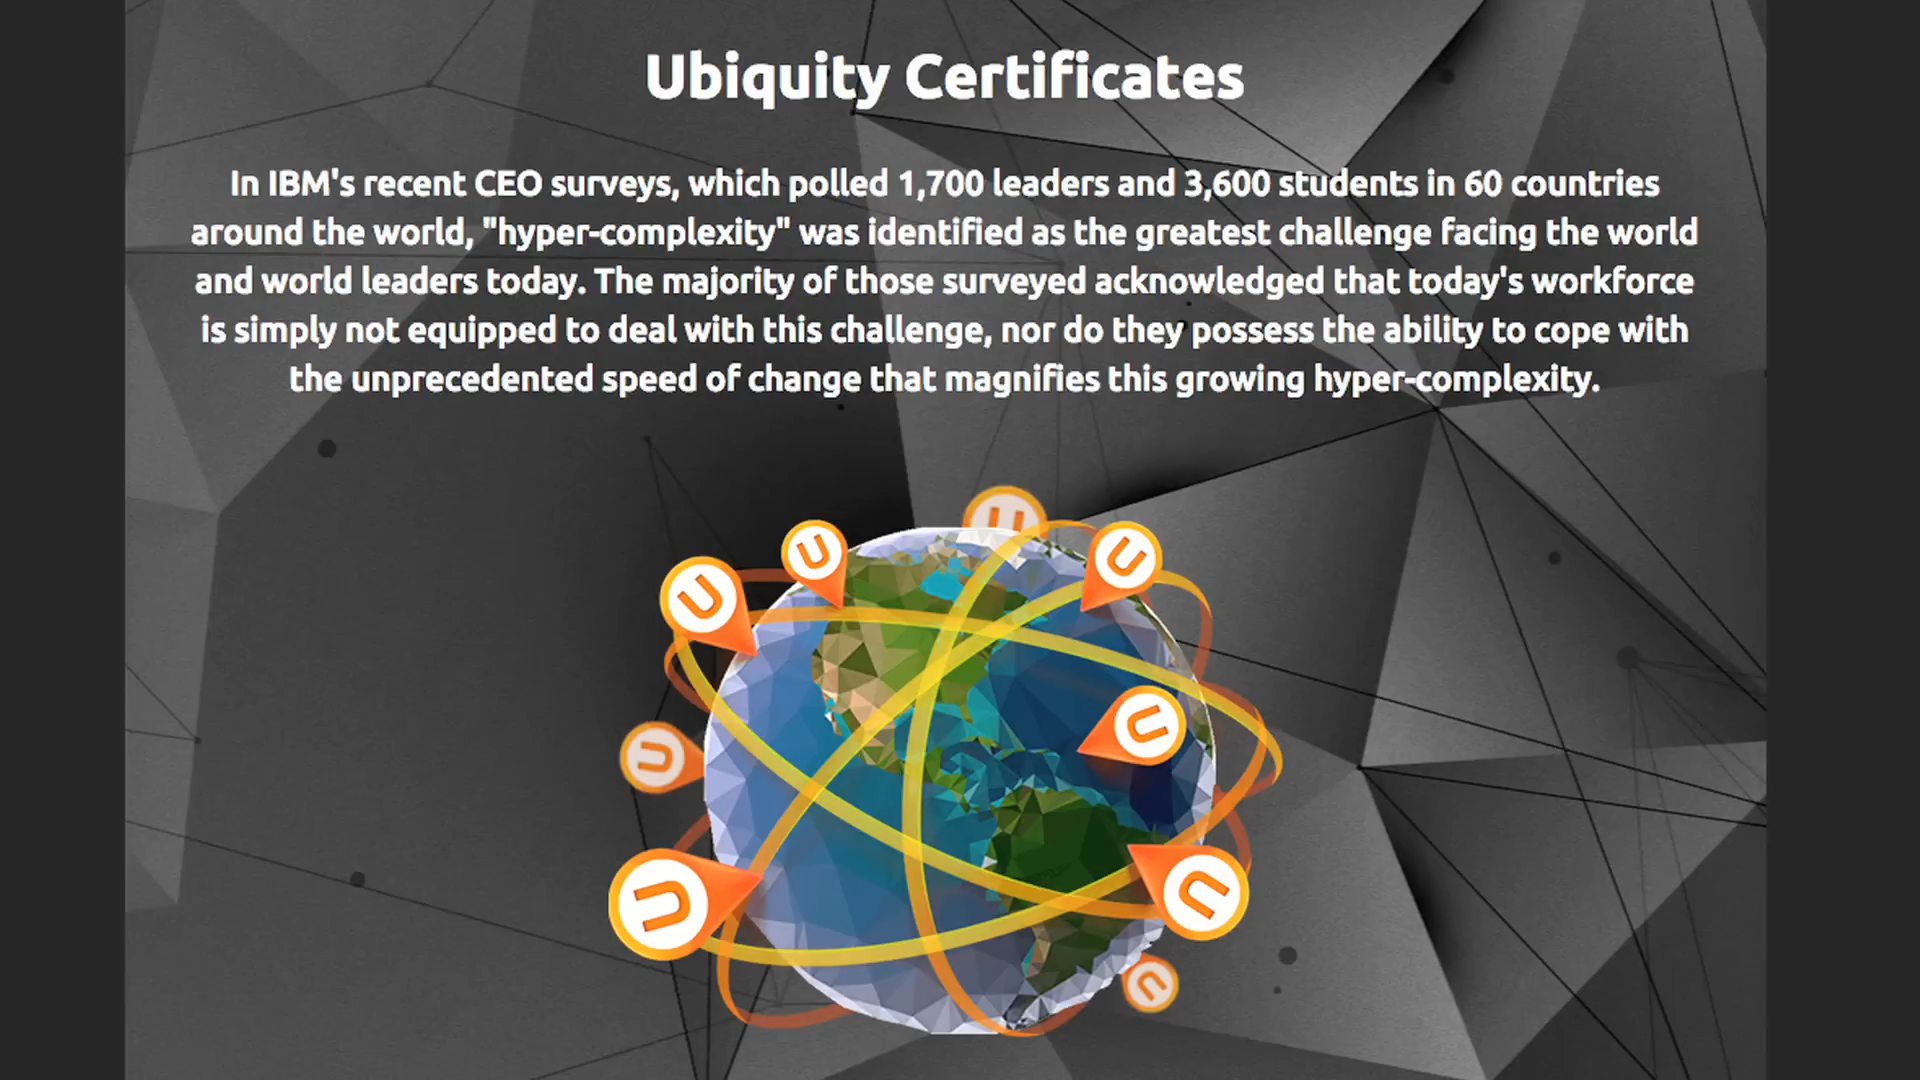 Ubiquity Certificates
In IBM's recent CEO surveys, which polled 1,700 leaders and 3,600 students in 60 countries
around the world, "hyper-complexity" was identified as the greatest challenge facing the world
and world leaders today. The majority of those surveyed acknowledged that today's workforce
is simply not equipped to deal with this challenge, nor do they possess the ability to cope with
the unprecedented speed of change that magnifies this growing hyper-complexity.
U
U
U
U
U
U
U
U
U